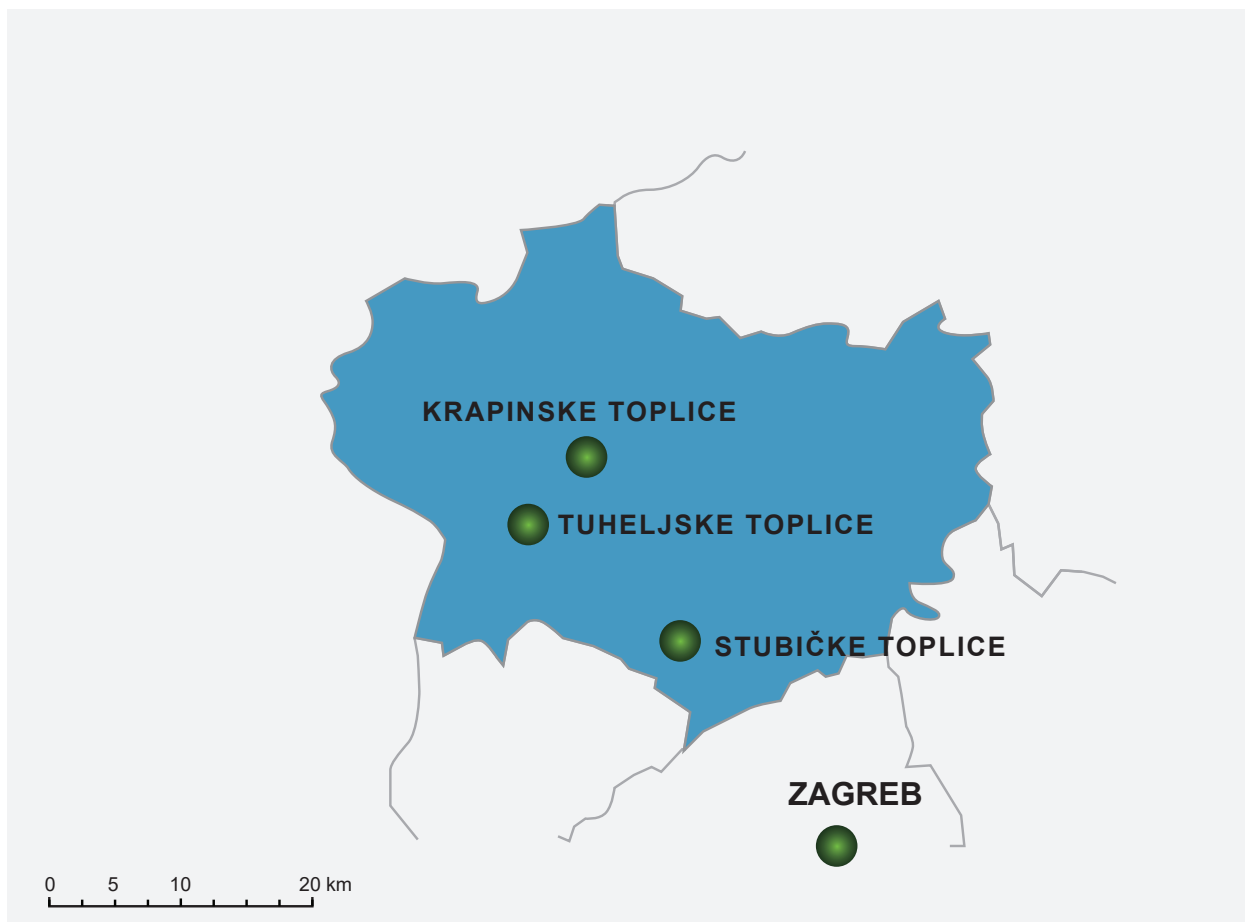 KRAPINSKE TOPLICE
TUHELJSKE TOPLICE
STUBIČKE TOPLICE
ZAGREB
0 5 10 20 km